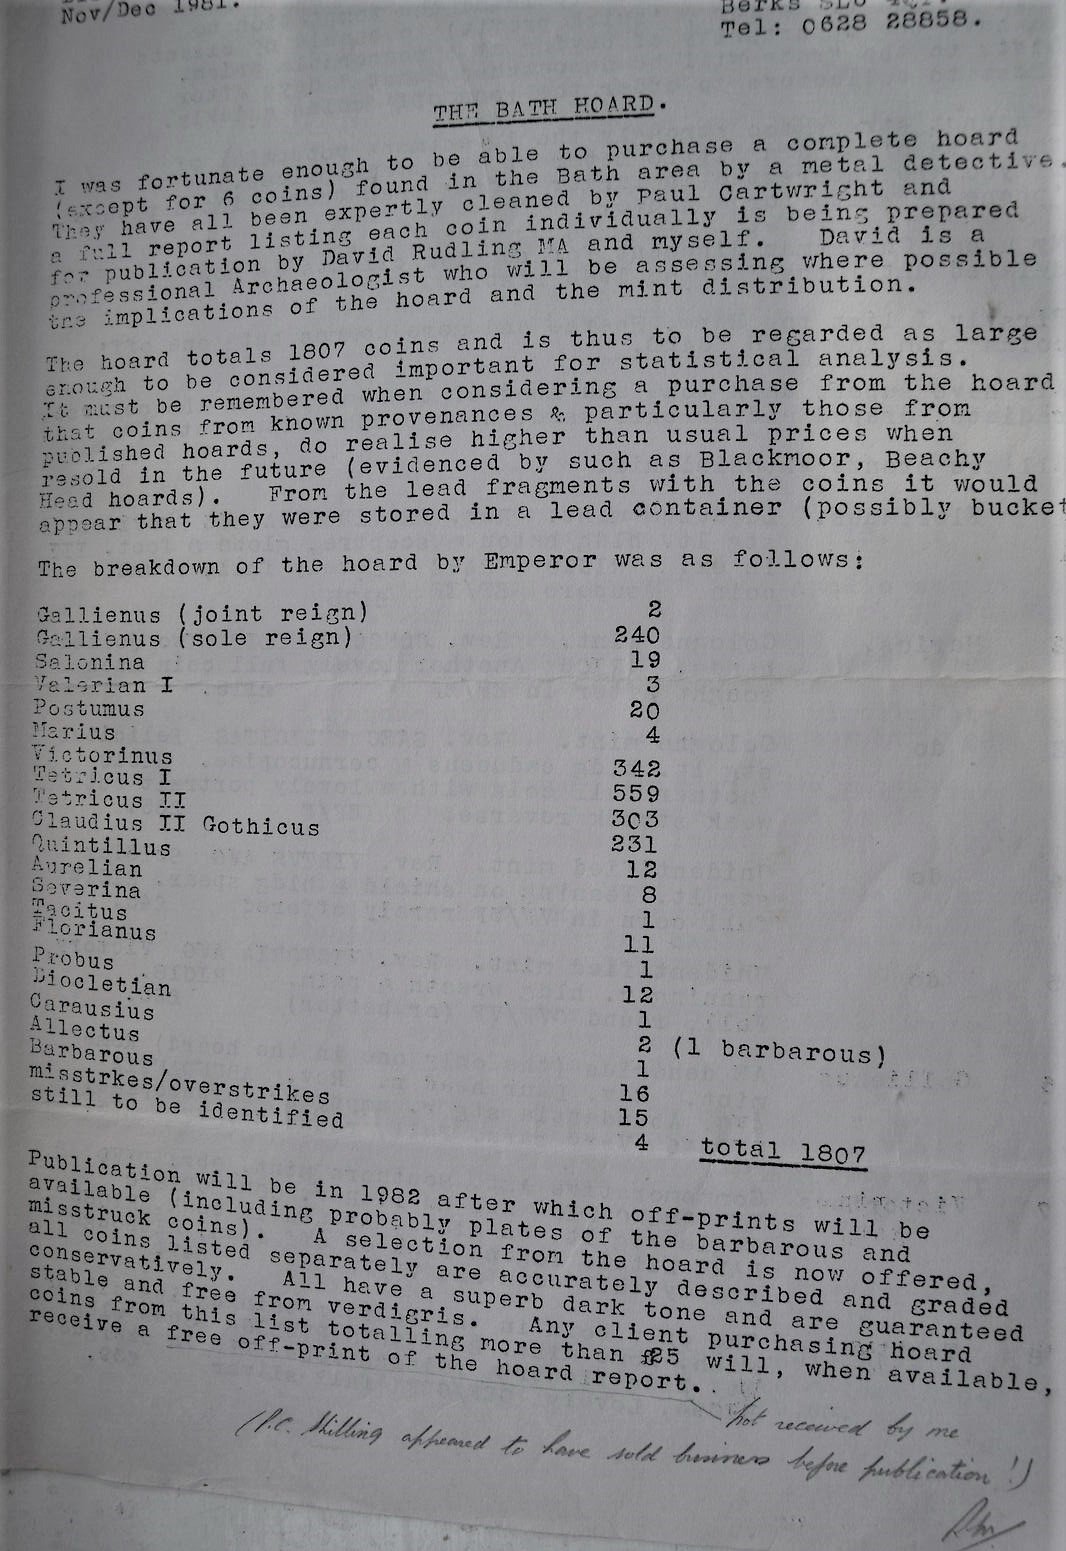 Nov/Dec 1981.
Berks
Tel: 0628 28858.
THE BATH HOARD.
I was fortunate enough to be able to purchase a complete hoard
(except for 6 coins) found in the Bath area by a metal detective.
They have all been expertly cleaned by Paul Cartwright and
a full report listing each coin individually is being prepared
for publication by David Rudling MA and myself. David is a
professional Archaeologist who will be assessing where possible
the implications of the hoard and the mint distribution.
The hoard totals 1807 coins and is thus to be regarded as large
enough to be considered important for statistical analysis.
It must be remembered when considering a purchase from the hoard
that coins from known provenances & particularly those from
published hoards, do realise higher than usual prices when
resold in the future (evidenced by such as Blackmoor, Beachy
Head hoards). From the lead fragments with the coins it would
appear that they were stored in a lead container (possibly bucket
The breakdown of the hoard by Emperor was as follows:
Gallienus (joint reign) 2
Gallienus (sole reign) 240
Salonina 19
Valerian I 3
Postumus 20
Marius 4
Victorinus 342
Tetricus I 559
Tetricus II 303
Claudius II Gothicus 231
Quintillus 12
Aurelian 8
Severina 1
Tacitus 11
Florianus 1
Probus 12
Diocletian 1
Carausius 2 (1 barbarous)
Allectus 1
Barbarous 16
misstrkes/overstrikes 15
still to be identified 4 total 1807
Publication will be in 1982 after which off-prints will be
available (including probably plates of the barbarous and
misstruck coins). A selection from the hoard is now offered,
all coins listed separately are accurately described and graded
conservatively. All have a superb dark tone and are guaranteed
stable and free from verdigris. Any client purchasing hoard
coins from this list totalling more than £25 will, when available,
receive a free off-print of the hoard report.
not received by me
(P.C. Shilling appeared to have sold business before publication!)